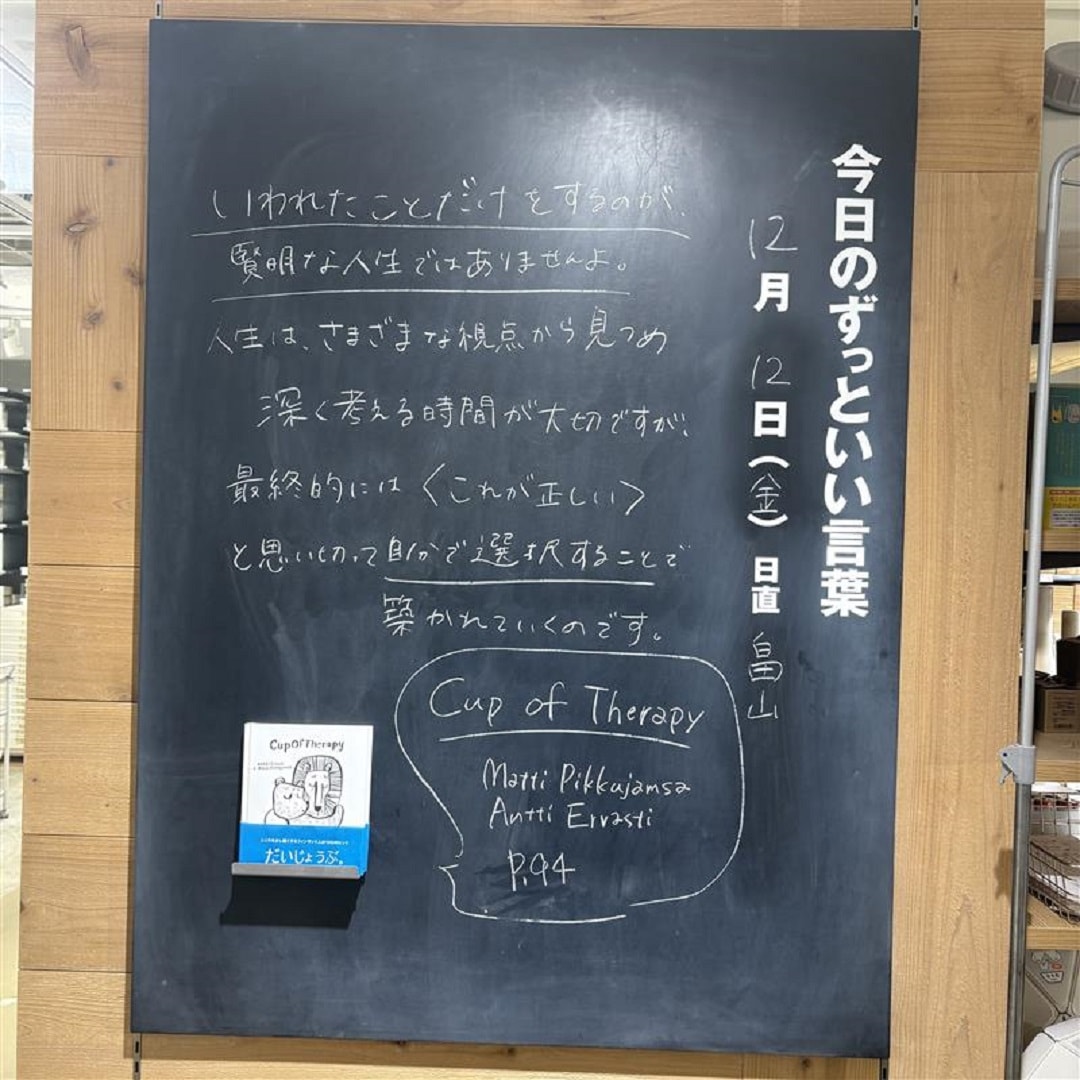 今日のずっといい言葉
12月12日(金) 日直 畠山
いわれたことだけをするのが、
賢明な人生ではありませんよ。
人生は、さまざまな視点から見つめ
深く考える時間が大切ですが、
最終的には〈これが正しい〉
と思い切って自分で選択することで
築かれていくのです。
Cup of Therapy
Matti Pikkujamsa
Antti Ervasti
P.94
CupOfTherapy
だいじょうぶ。